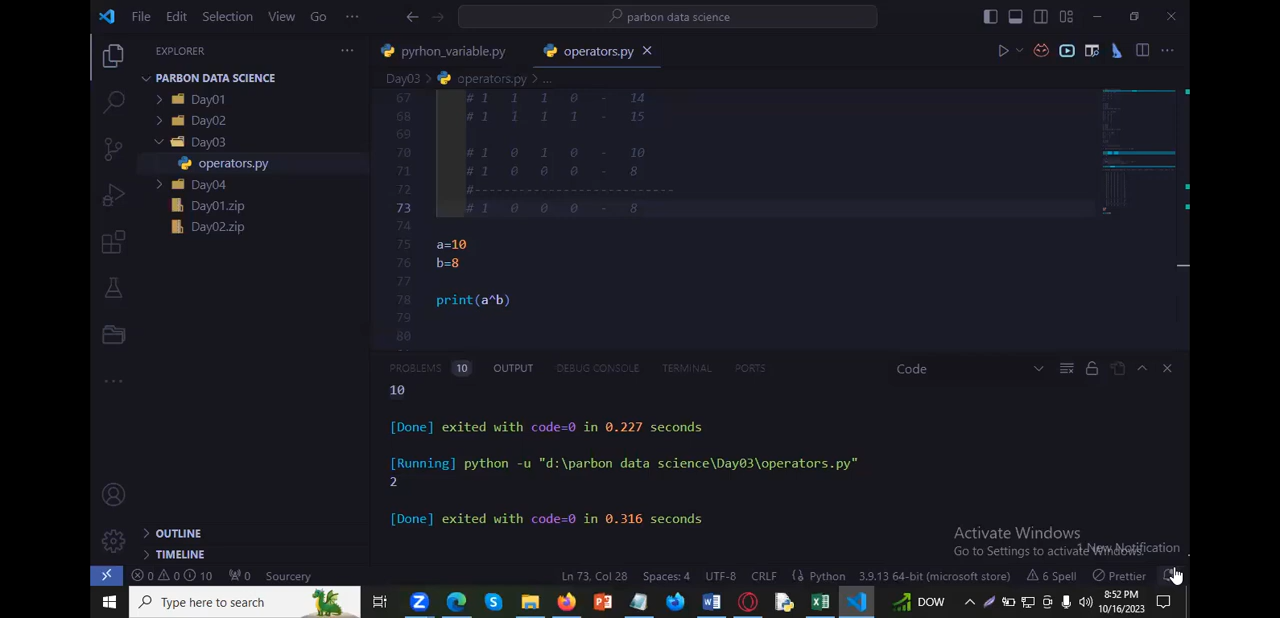 File Edit Selection View Go ··· parbon data science
EXPLORER ···
PARBON DATA SCIENCE
Day01
Day02
Day03
operators.py
Day04
Day01.zip
Day02.zip
OUTLINE
TIMELINE
pyrhon_variable.py operators.py
Day03 > operators.py > ...
67 # 1 1 1 0 - 14
68 # 1 1 1 1 - 15
69
70 # 1 0 1 0 - 10
71 # 1 0 0 0 - 8
72 #---------------------------
73 # 1 0 0 0 - 8
74
75 a=10
76 b=8
77
78 print(a^b)
79
80
PROBLEMS 10 OUTPUT DEBUG CONSOLE TERMINAL PORTS Code
10
[Done] exited with code=0 in 0.227 seconds
[Running] python -u "d:\parbon data science\Day03\operators.py"
2
[Done] exited with code=0 in 0.316 seconds
Activate Windows
Go to Settings to activate Windows.
1 New Notification
0 0 10 0 Sourcery Ln 73, Col 28 Spaces: 4 UTF-8 CRLF Python 3.9.13 64-bit (microsoft store) 6 Spell Prettier
Type here to search DOW 8:52 PM
10/16/2023